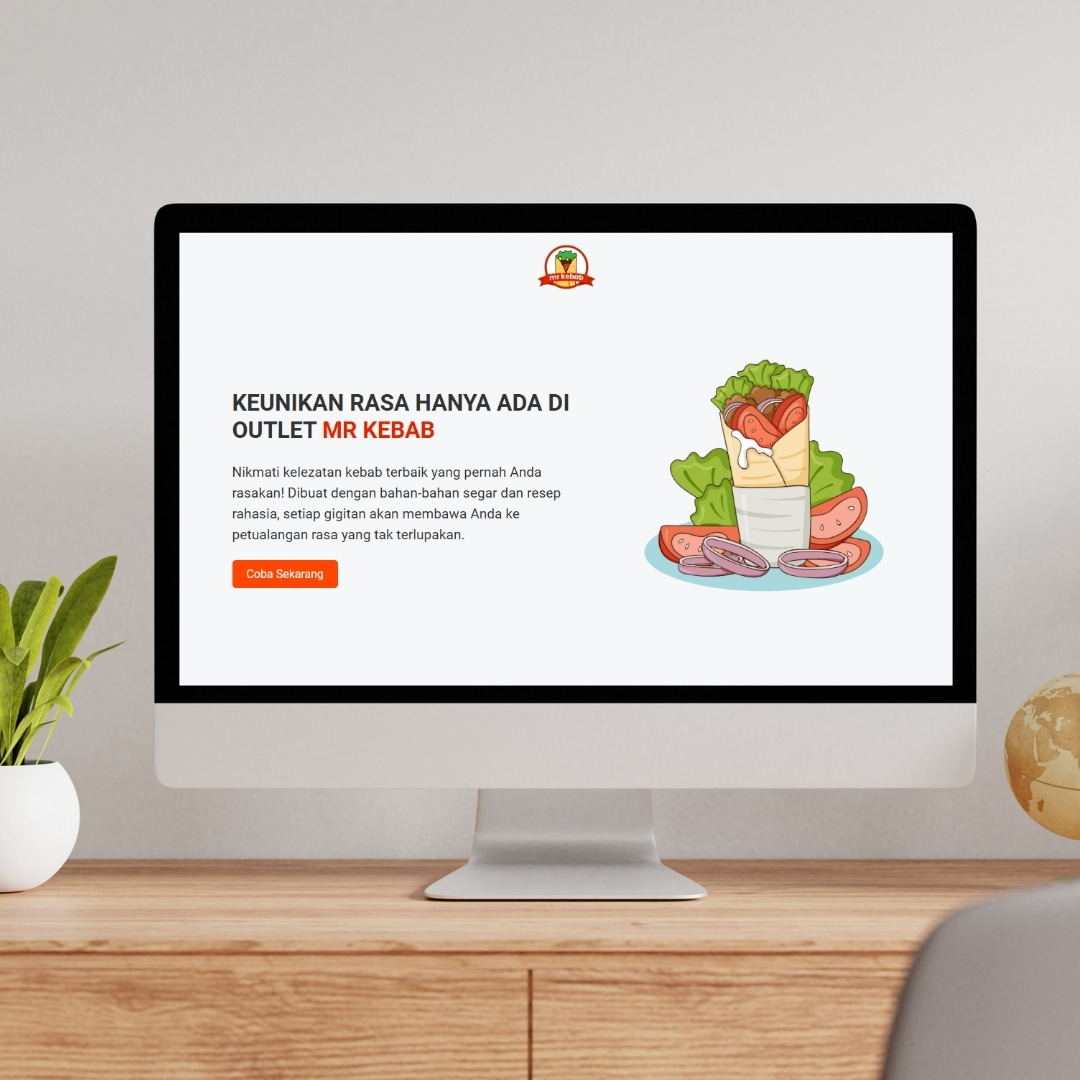 mr kebab
KEUNIKAN RASA HANYA ADA DI
OUTLET MR KEBAB
Nikmati kelezatan kebab terbaik yang pernah Anda
rasakan! Dibuat dengan bahan-bahan segar dan resep
rahasia, setiap gigitan akan membawa Anda ke
petualangan rasa yang tak terlupakan.
Coba Sekarang